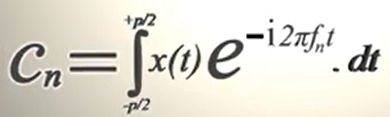 Cₙ = ∫₋ₚ/₂⁺ᵖ/² x(t) e^(-i2πfₙt) . dt